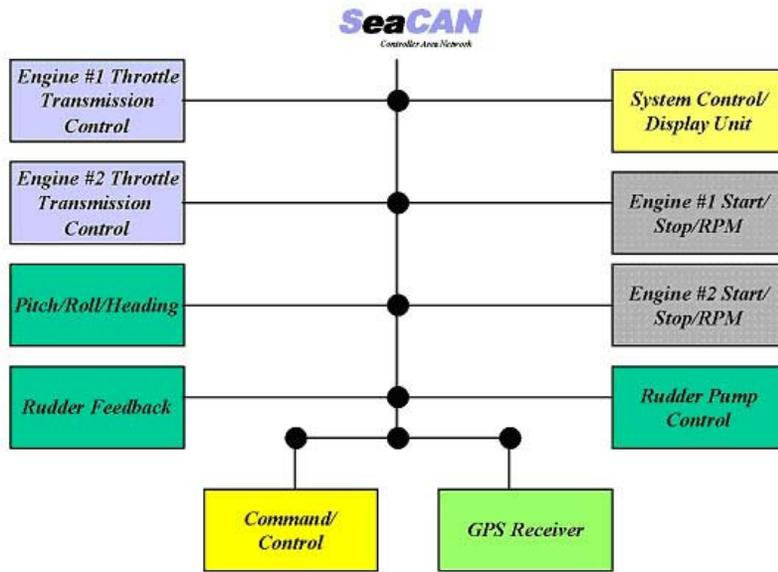 SeaCAN
Controller Area Network
Engine #1 Throttle
Transmission
Control
System Control/
Display Unit
Engine #2 Throttle
Transmission
Control
Engine #1 Start/
Stop/RPM
Pitch/Roll/Heading
Engine #2 Start/
Stop/RPM
Rudder Feedback
Rudder Pump
Control
Command/
Control
GPS Receiver